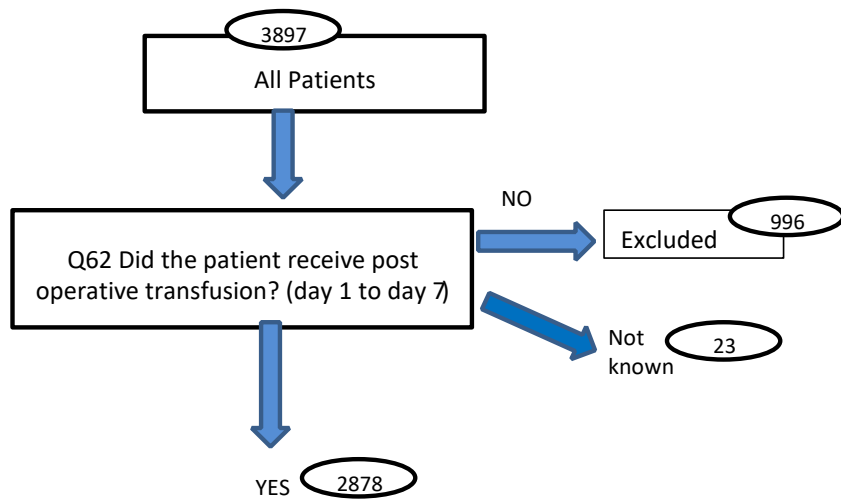 3897
All Patients
NO
996
Excluded
Q62 Did the patient receive post
operative transfusion? (day 1 to day 7)
Not
known
23
YES
2878